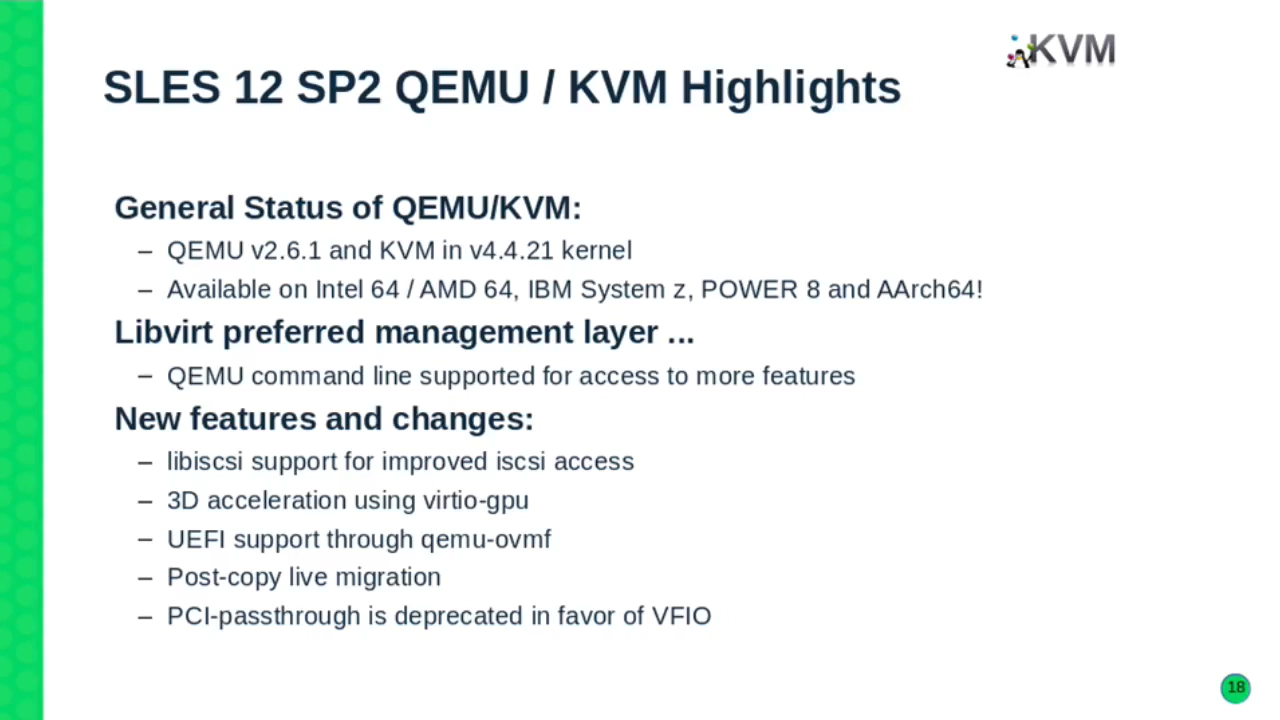 KVM
SLES 12 SP2 QEMU / KVM Highlights
General Status of QEMU/KVM:
– QEMU v2.6.1 and KVM in v4.4.21 kernel
– Available on Intel 64 / AMD 64, IBM System z, POWER 8 and AArch64!
Libvirt preferred management layer ...
– QEMU command line supported for access to more features
New features and changes:
– libiscsi support for improved iscsi access
– 3D acceleration using virtio-gpu
– UEFI support through qemu-ovmf
– Post-copy live migration
– PCI-passthrough is deprecated in favor of VFIO
18